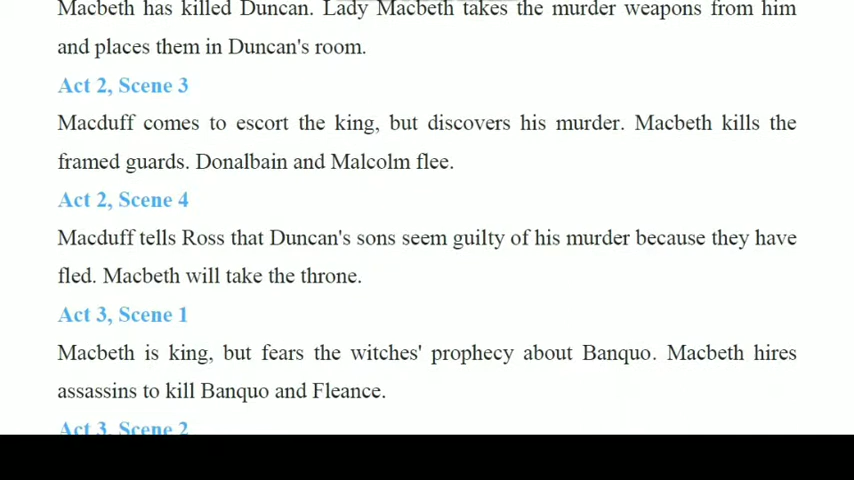 Macbeth has killed Duncan. Lady Macbeth takes the murder weapons from him
and places them in Duncan's room.
Act 2, Scene 3
Macduff comes to escort the king, but discovers his murder. Macbeth kills the
framed guards. Donalbain and Malcolm flee.
Act 2, Scene 4
Macduff tells Ross that Duncan's sons seem guilty of his murder because they have
fled. Macbeth will take the throne.
Act 3, Scene 1
Macbeth is king, but fears the witches' prophecy about Banquo. Macbeth hires
assassins to kill Banquo and Fleance.
Act 3, Scene 2